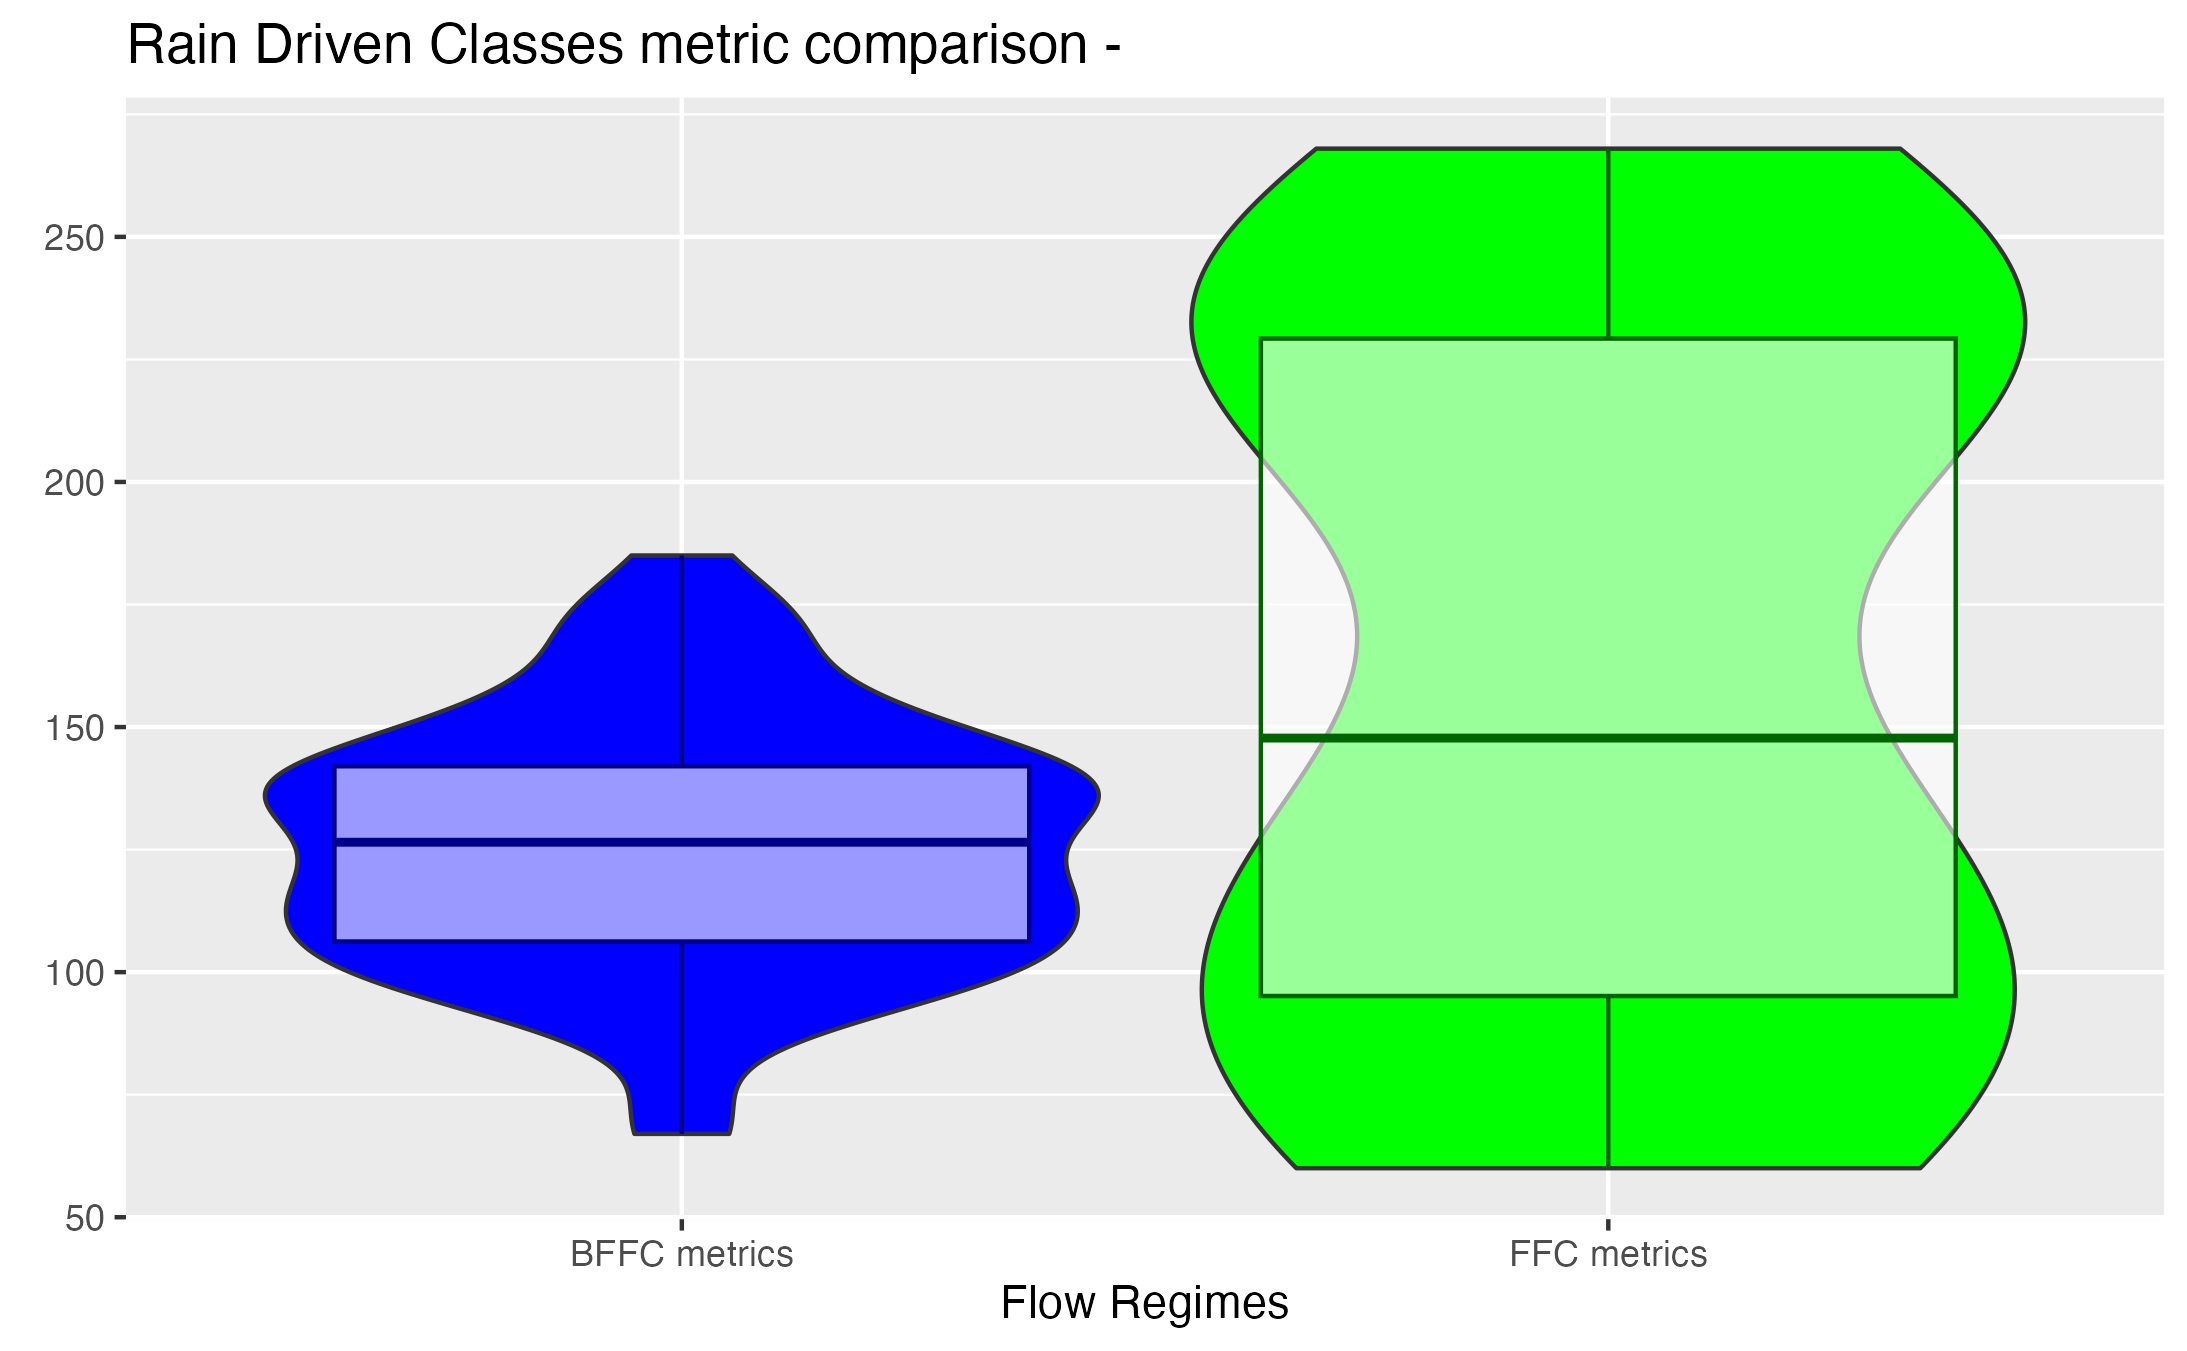 Rain Driven Classes metric comparison -
250
200
150
100
50
BFFC metrics
FFC metrics
Flow Regimes